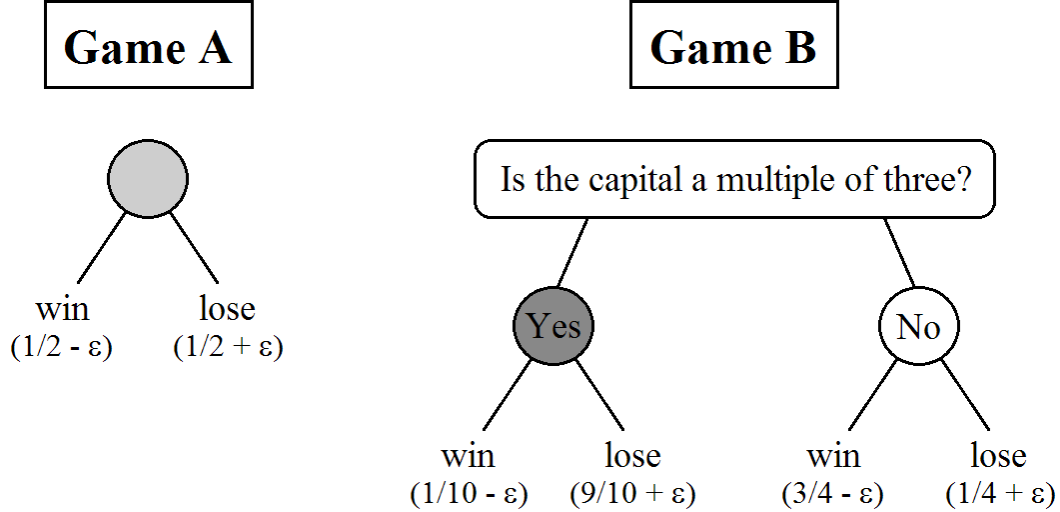 Game A
win
(1/2 - ε)
lose
(1/2 + ε)
Game B
Is the capital a multiple of three?
Yes
win
(1/10 - ε)
lose
(9/10 + ε)
No
win
(3/4 - ε)
lose
(1/4 + ε)